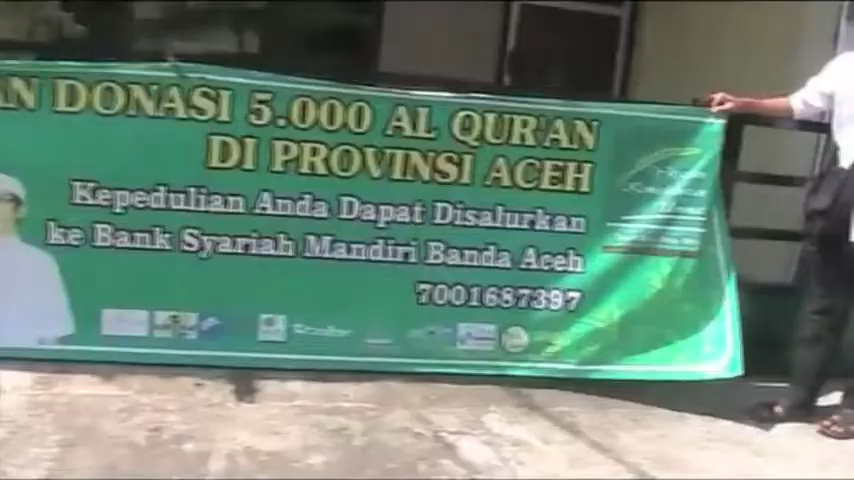 AN DONASI 5.000 AL QUR'AN
DI PROVINSI ACEH
Kepedulian Anda Dapat Disalurkan
ke Bank Syariah Mandiri Banda Aceh
7001687397